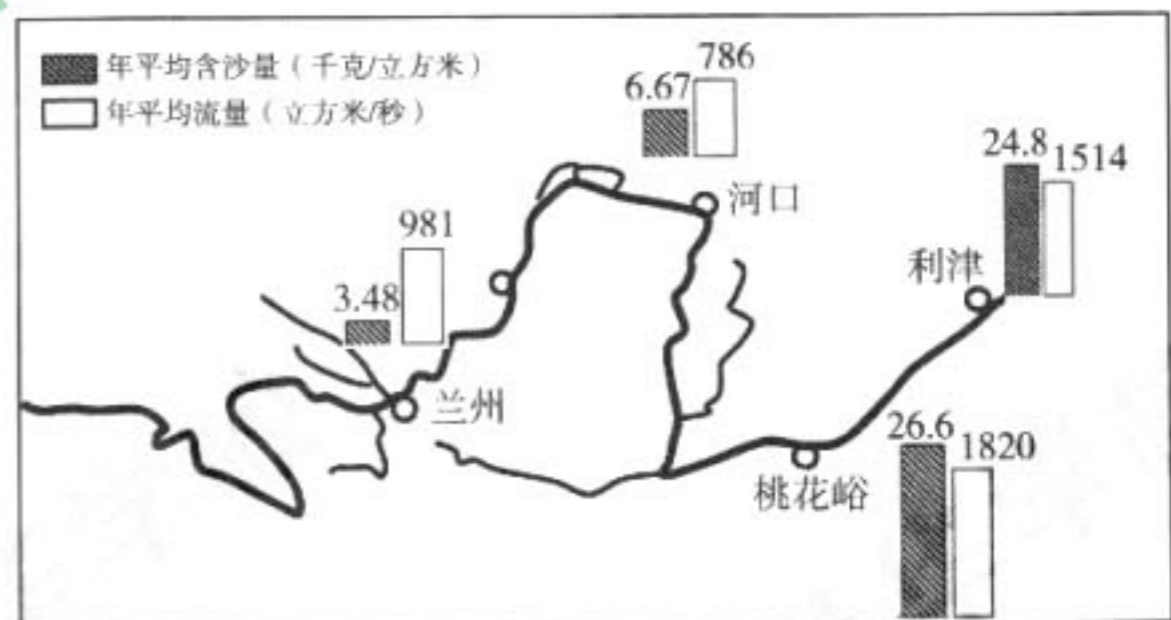 年平均含沙量（千克/立方米）
年平均流量（立方米/秒）
786
6.67
24.8
1514
河口
981
利津
3.48
兰州
26.6
1820
桃花峪